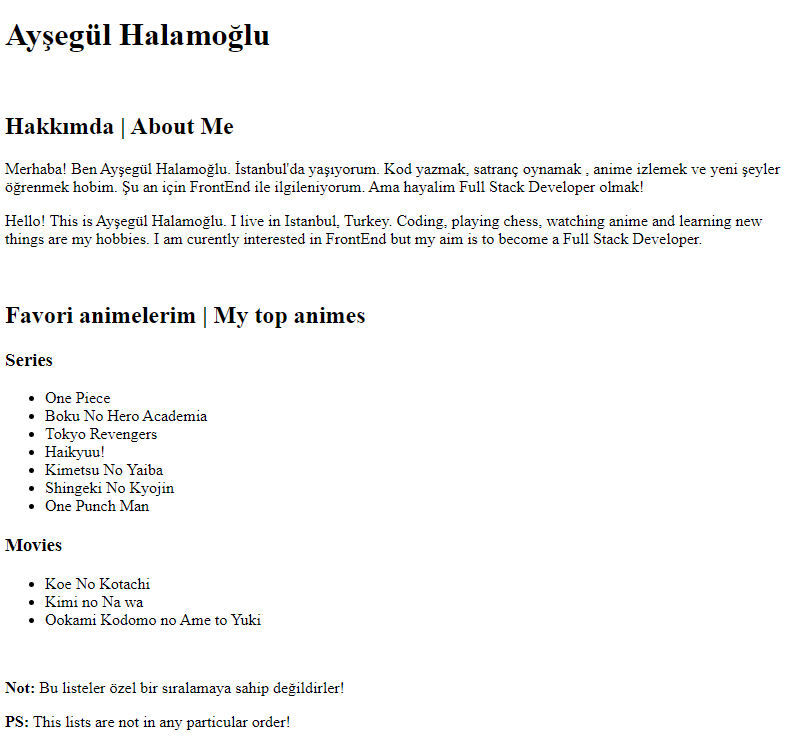 Ayşegül Halamoğlu
Hakkımda | About Me
Merhaba! Ben Ayşegül Halamoğlu. İstanbul'da yaşıyorum. Kod yazmak, satranç oynamak , anime izlemek ve yeni şeyler
öğrenmek hobim. Şu an için FrontEnd ile ilgileniyorum. Ama hayalim Full Stack Developer olmak!
Hello! This is Ayşegül Halamoğlu. I live in Istanbul, Turkey. Coding, playing chess, watching anime and learning new
things are my hobbies. I am curently interested in FrontEnd but my aim is to become a Full Stack Developer.
Favori animelerim | My top animes
Series
• One Piece
• Boku No Hero Academia
• Tokyo Revengers
• Haikyuu!
• Kimetsu No Yaiba
• Shingeki No Kyojin
• One Punch Man
Movies
• Koe No Kotachi
• Kimi no Na wa
• Ookami Kodomo no Ame to Yuki
Not: Bu listeler özel bir sıralamaya sahip değildirler!
PS: This lists are not in any particular order!